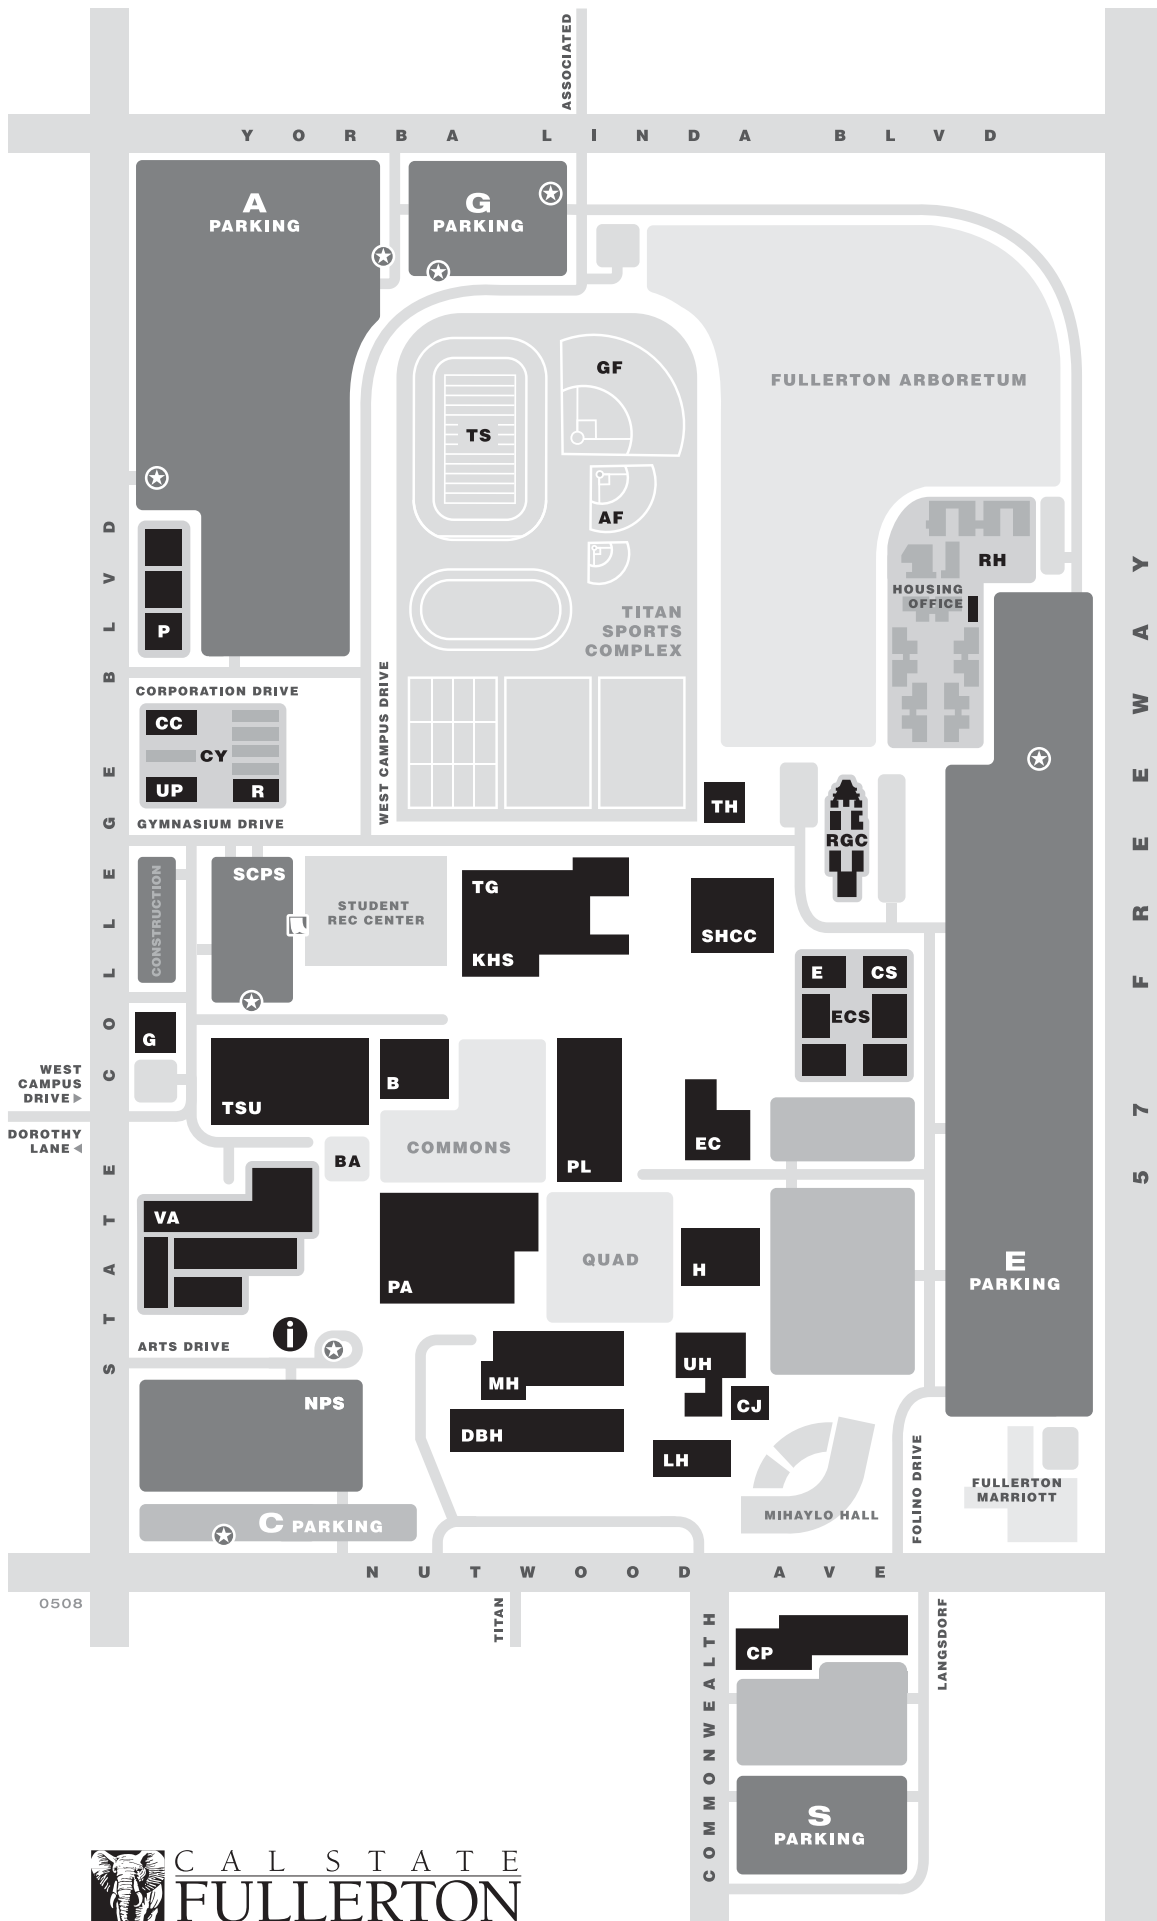 ASSOCIATED
YORBA LINDA BLVD
A
PARKING
G
PARKING
GF
FULLERTON ARBORETUM
TS
AF
RH
HOUSING
OFFICE
P
TITAN
SPORTS
COMPLEX
STATE COLLEGE BLVD
57 FREEWAY
CORPORATION DRIVE
WEST CAMPUS DRIVE
CC
CY
UP
R
TH
GYMNASIUM DRIVE
RGC
CONSTRUCTION
SCPS
STUDENT
REC CENTER
TG
KHS
SHCC
E
CS
ECS
G
WEST
CAMPUS
DRIVE
DOROTHY
LANE
TSU
B
COMMONS
BA
PL
EC
VA
PA
QUAD
H
E
PARKING
i
ARTS DRIVE
NPS
MH
UH
CJ
DBH
LH
FOLINO DRIVE
FULLERTON
MARRIOTT
MIHAYLO HALL
C PARKING
NUTWOOD AVE
0508
TITAN
COMMONWEALTH
LANGSDORF
CP
S
PARKING
CAL STATE
FULLERTON